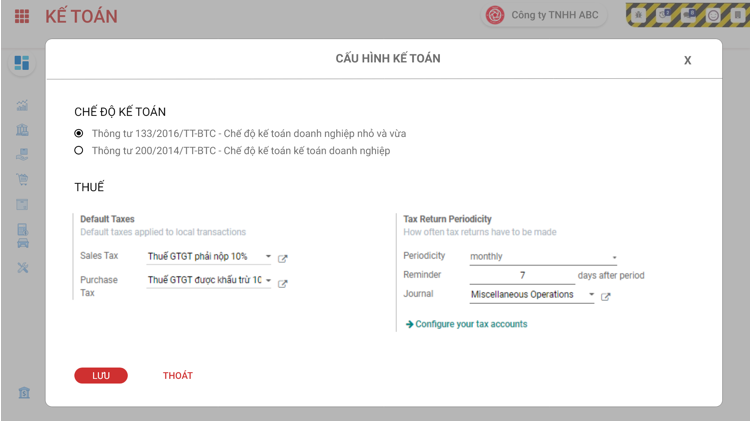 KẾ TOÁN
Công ty TNHH ABC
CẤU HÌNH KẾ TOÁN
X
CHẾ ĐỘ KẾ TOÁN
Thông tư 133/2016/TT-BTC - Chế độ kế toán doanh nghiệp nhỏ và vừa
Thông tư 200/2014/TT-BTC - Chế độ kế toán kế toán doanh nghiệp
THUẾ
Default Taxes
Default taxes applied to local transactions
Sales Tax Thuế GTGT phải nộp 10%
Purchase Tax Thuế GTGT được khấu trừ 10
Tax Return Periodicity
How often tax returns have to be made
Periodicity monthly
Reminder 7 days after period
Journal Miscellaneous Operations
Configure your tax accounts
LƯU
THOÁT